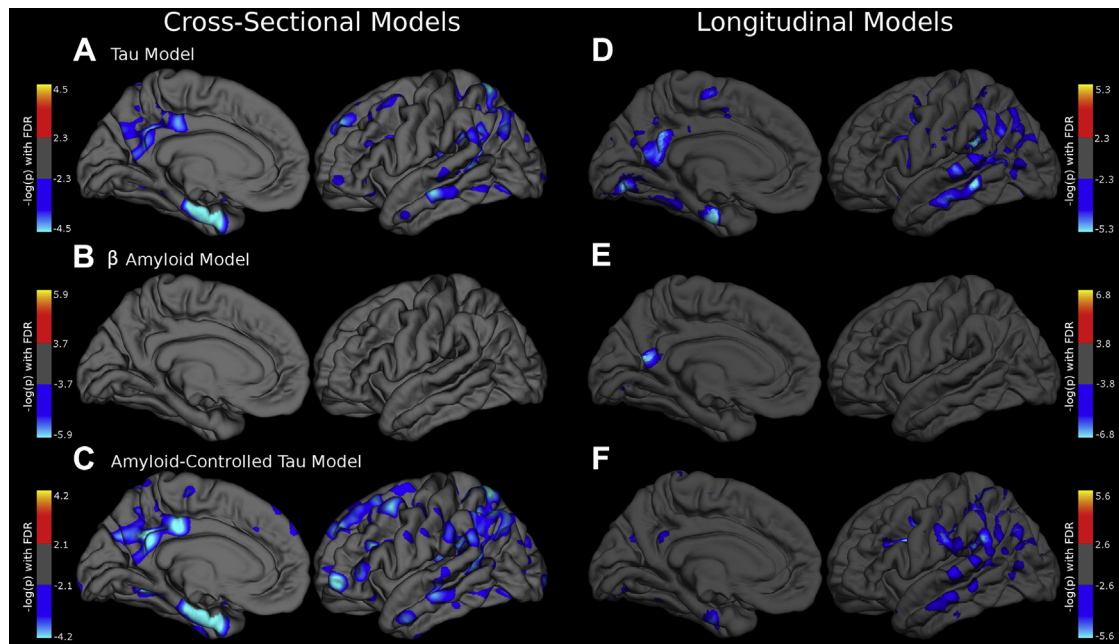 Cross-Sectional Models
Longitudinal Models
A Tau Model
D
4.5
2.3
-2.3
-4.5
-log(p) with FDR
5.3
2.3
-2.3
-5.3
-log(p) with FDR
B β Amyloid Model
E
5.9
3.7
-3.7
-5.9
-log(p) with FDR
6.8
3.8
-3.8
-6.8
-log(p) with FDR
C Amyloid-Controlled Tau Model
F
4.2
2.1
-2.1
-4.2
-log(p) with FDR
5.6
2.6
-2.6
-5.6
-log(p) with FDR